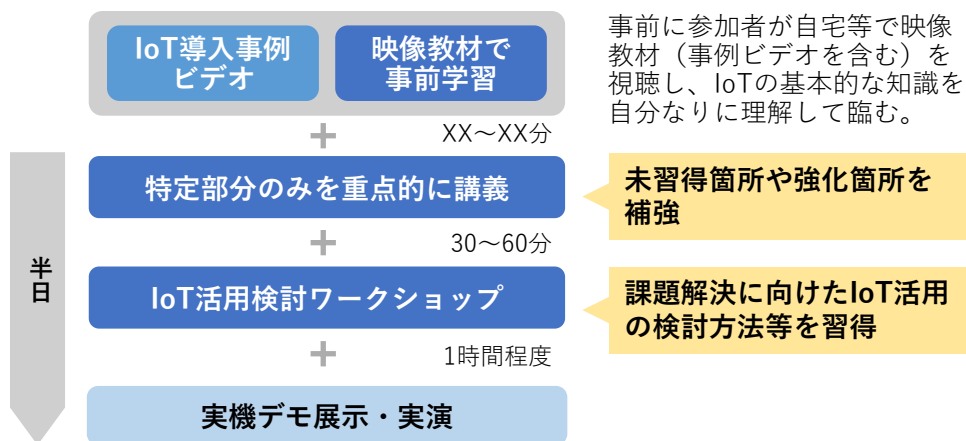 IoT導入事例
ビデオ
映像教材で
事前学習
事前に参加者が自宅等で映像
教材（事例ビデオを含む）を
視聴し、IoTの基本的な知識を
自分なりに理解して臨む。
＋
XX～XX分
半日
特定部分のみを重点的に講義
未習得箇所や強化箇所を
補強
＋
30～60分
IoT活用検討ワークショップ
課題解決に向けたIoT活用
の検討方法等を習得
＋
1時間程度
実機デモ展示・実演